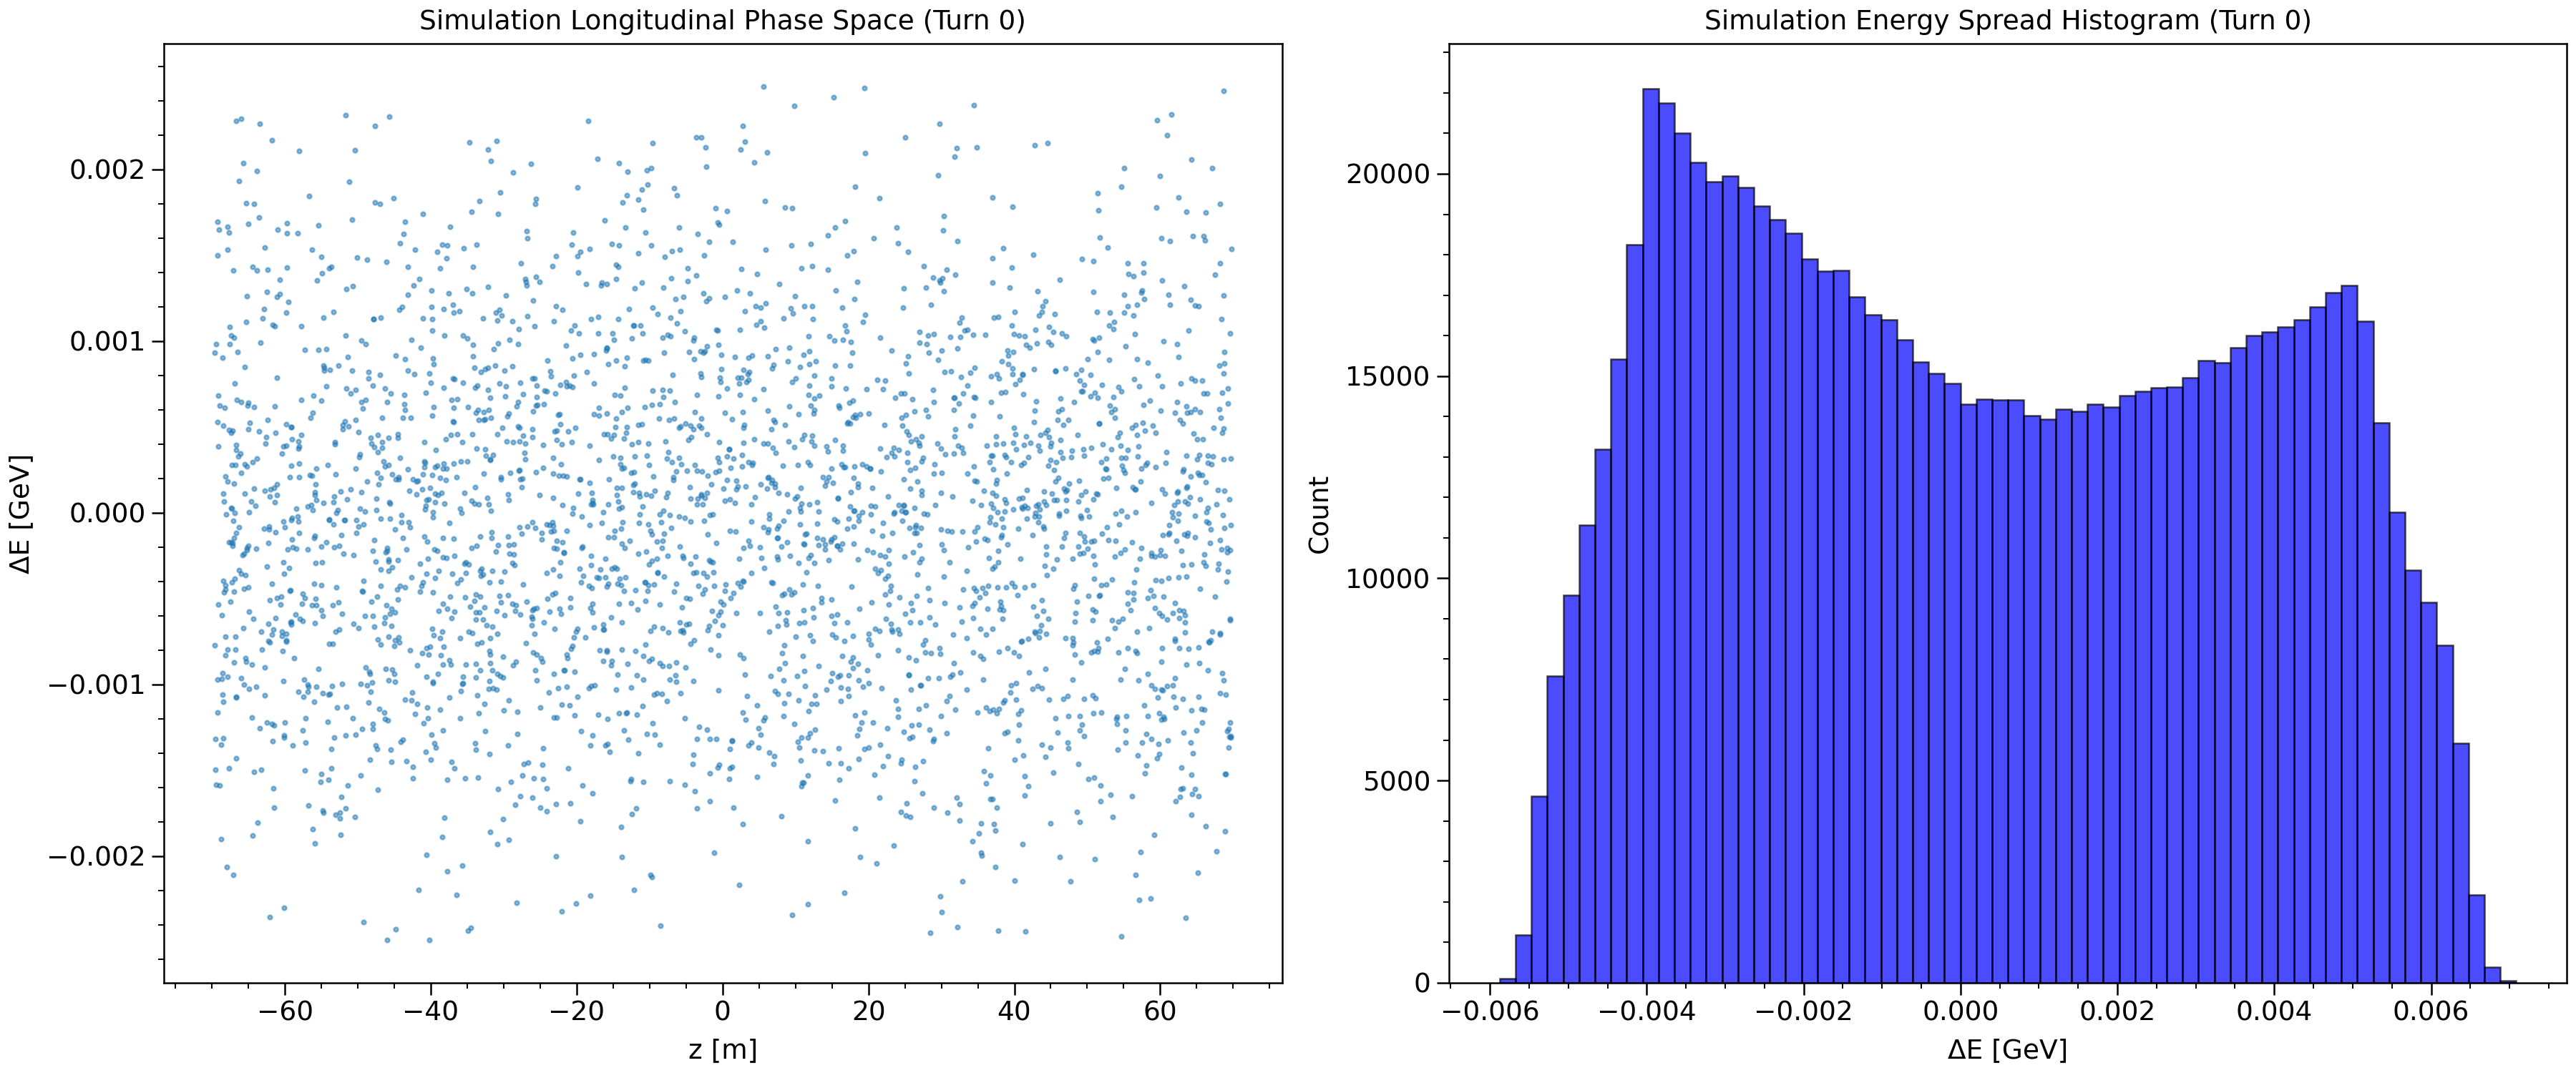 Simulation Longitudinal Phase Space (Turn 0)
ΔE [GeV]
0.002
0.001
0.000
−0.001
−0.002
−60 −40 −20 0 20 40 60
z [m]
Simulation Energy Spread Histogram (Turn 0)
Count
20000
15000
10000
5000
0
−0.006 −0.004 −0.002 0.000 0.002 0.004 0.006
ΔE [GeV]